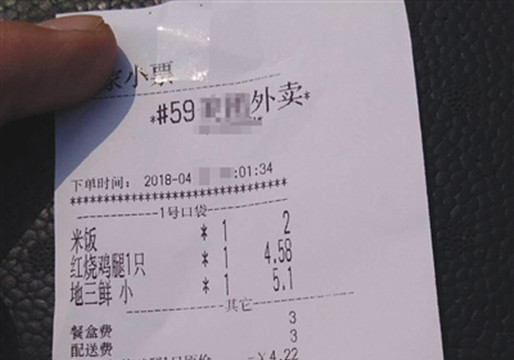 家小票
*#59 外卖*
下单时间: 2018-04 :01:34
********************************
1号口袋
米饭 * 1 2
红烧鸡腿1只 * 1 4.58
地三鲜 小 * 1 5.1
其它
餐盒费 3
配送费 3
-￥4.22